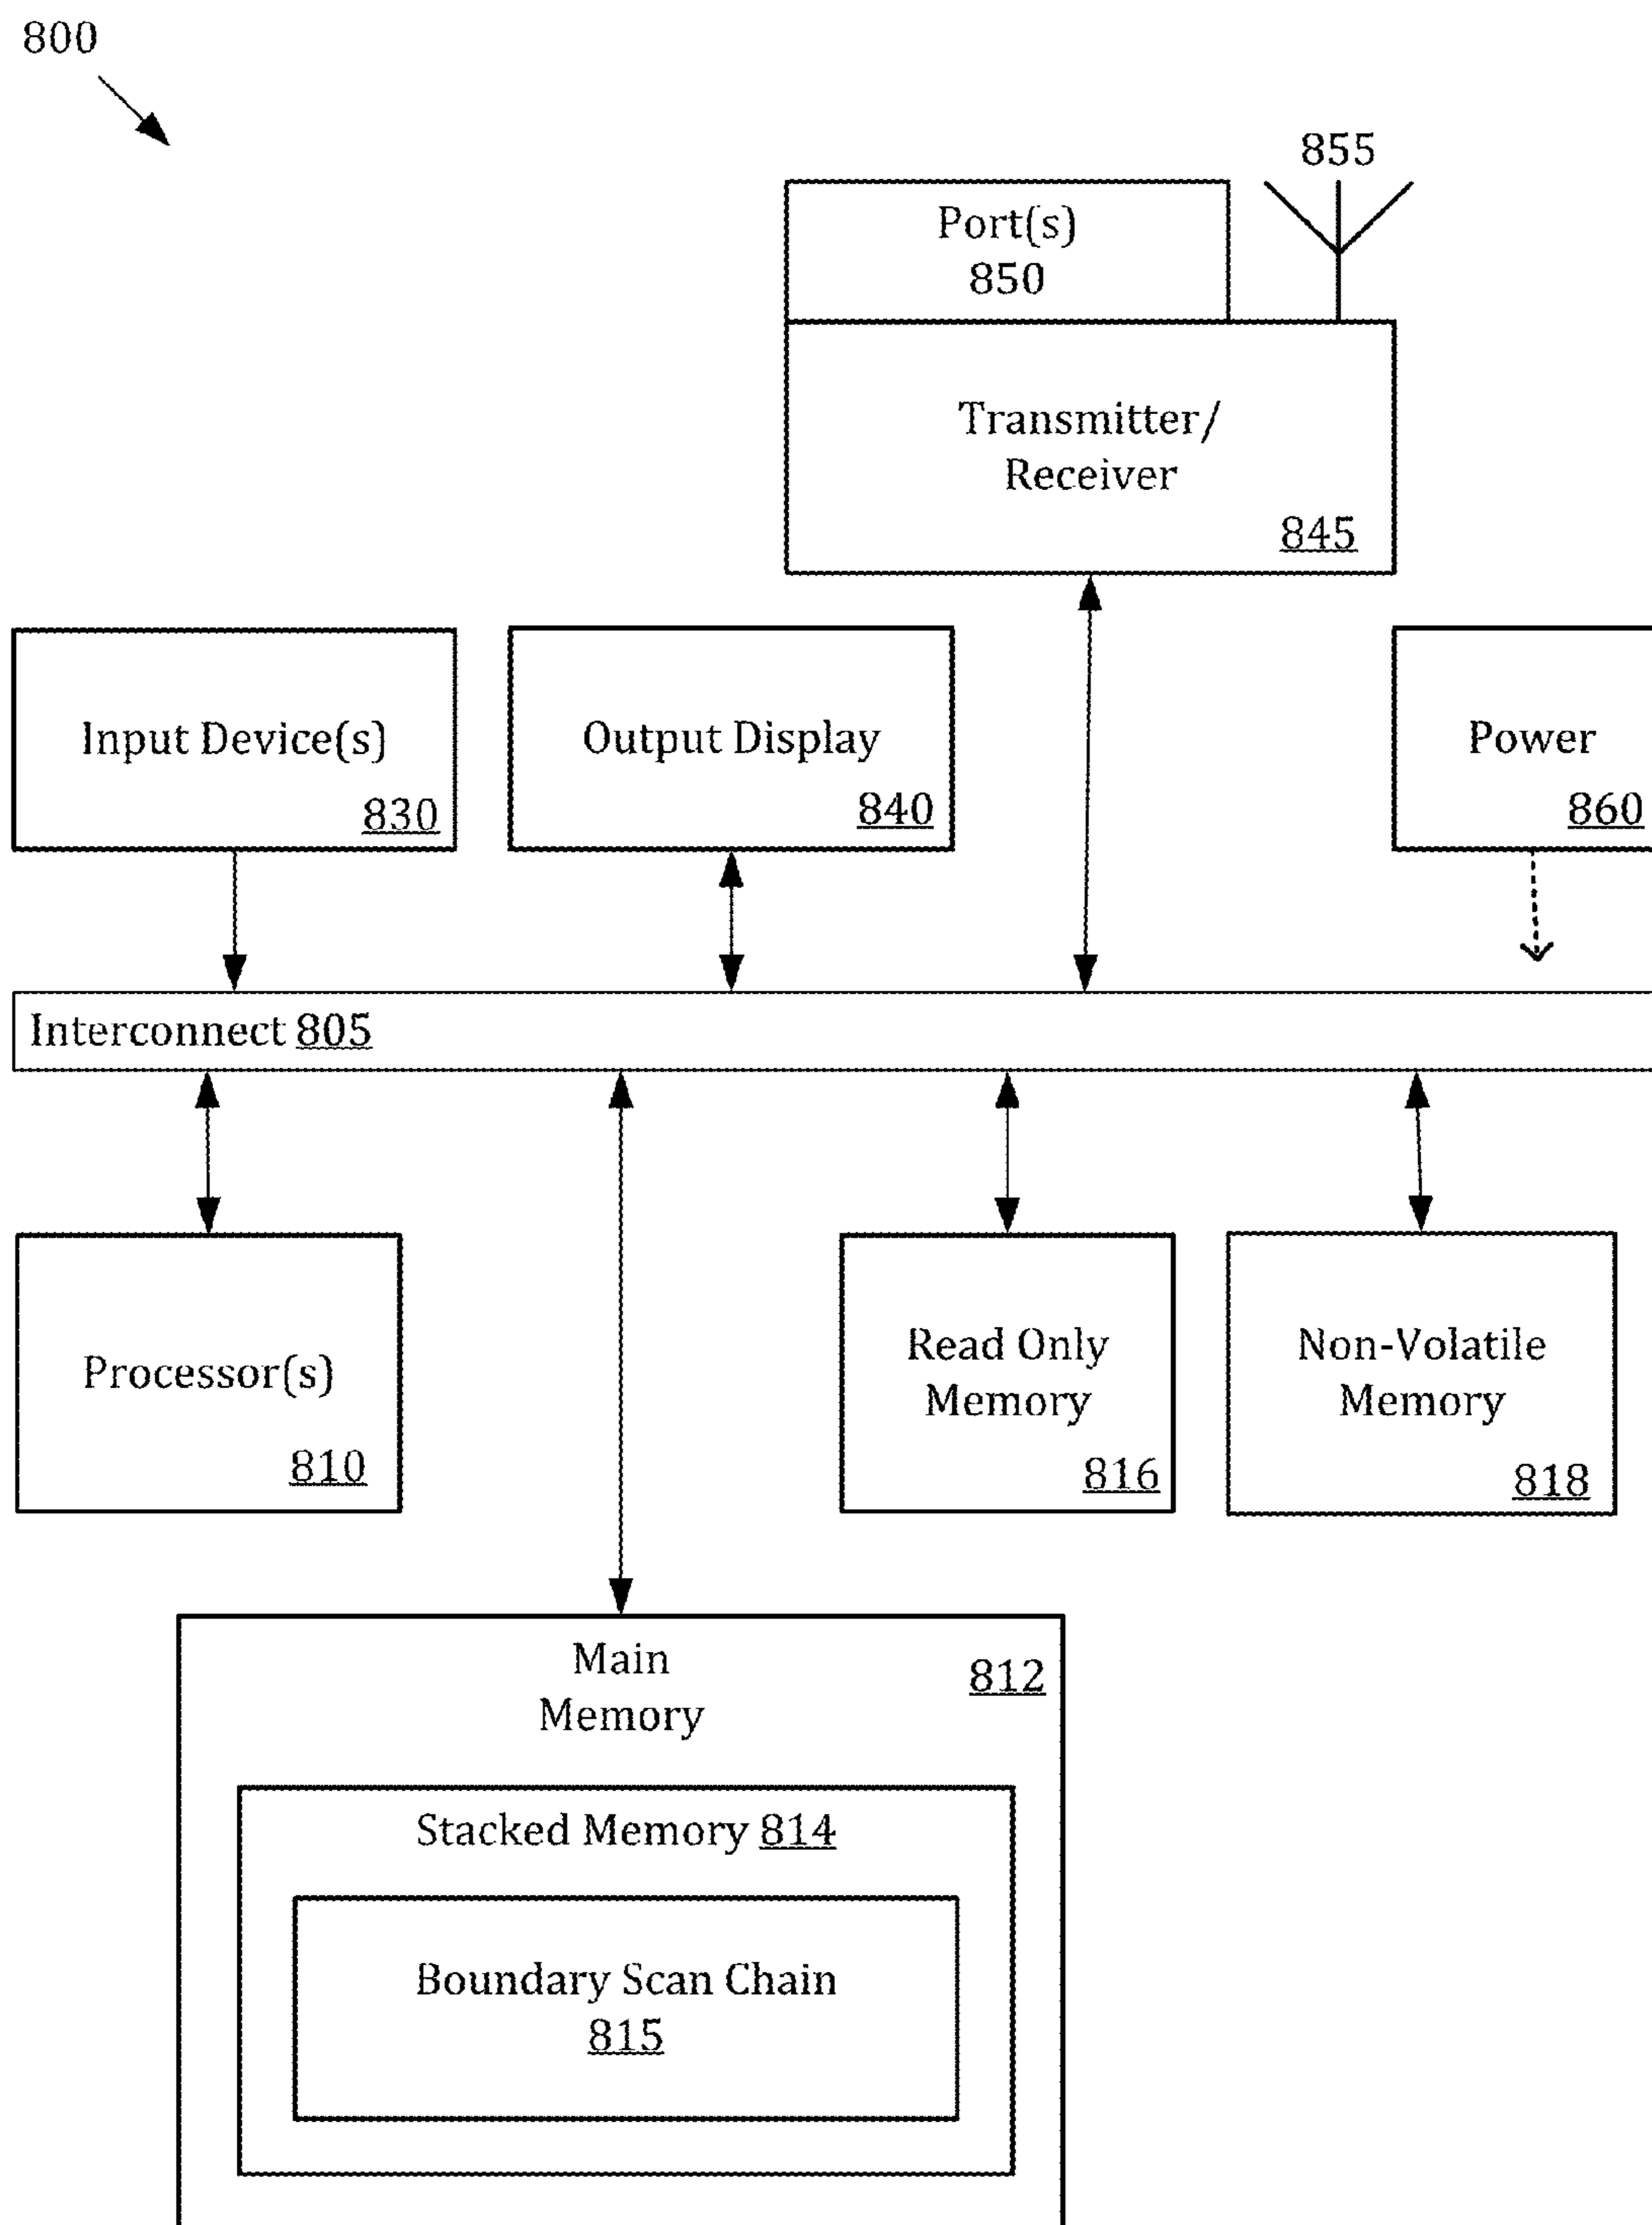 800
855
Port(s)
850
Transmitter/
Receiver
845
Input Device(s)
830
Output Display
840
Power
860
Interconnect 805
Processor(s)
810
Read Only
Memory
816
Non-Volatile
Memory
818
Main
Memory
812
Stacked Memory 814
Boundary Scan Chain
815